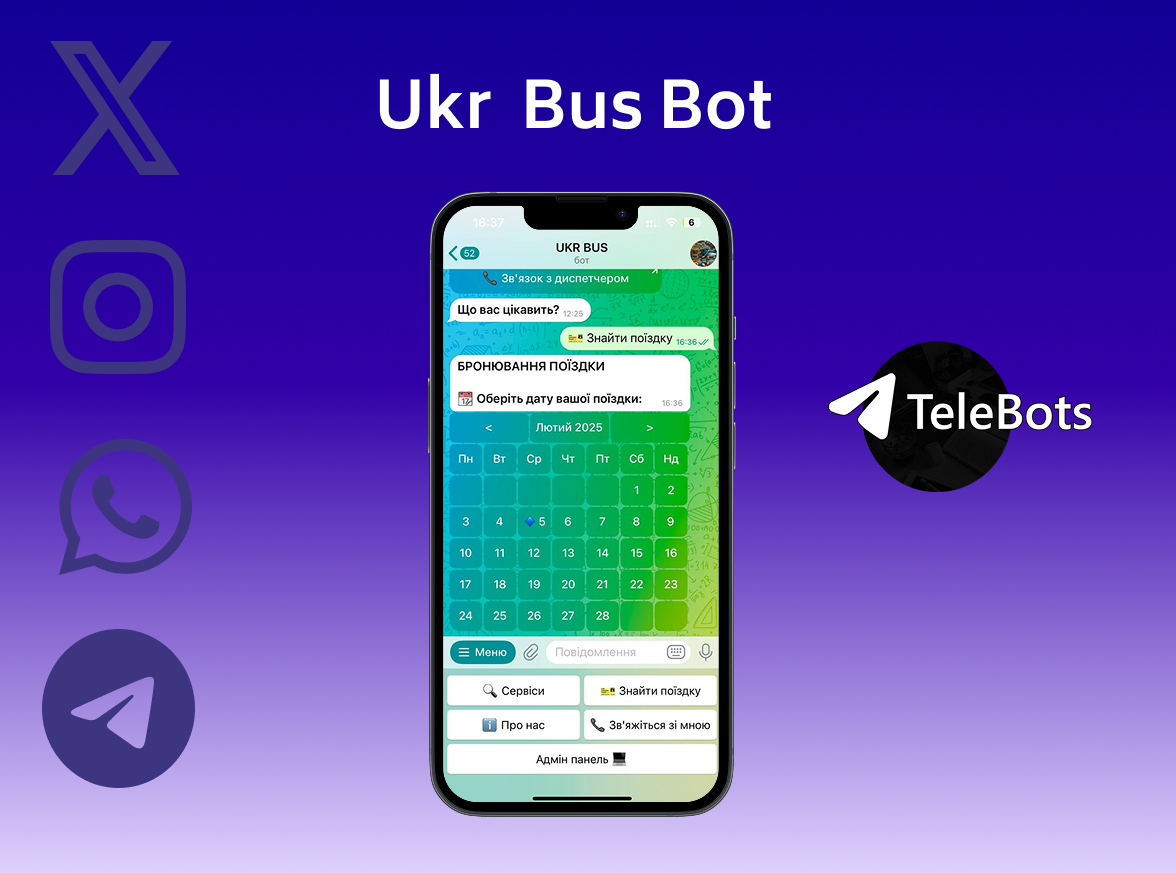 Ukr Bus Bot
16:37
6
52
UKR BUS
бот
📞 Зв'язок з диспетчером
Що вас цікавить? 12:25
🎫 Знайти поїздку 16:36
БРОНЮВАННЯ ПОЇЗДКИ
📆 Оберіть дату вашої поїздки: 16:36
< Лютий 2025 >
Пн Вт Ср Чт Пт Сб Нд
1 2
3 4 🔹 5 6 7 8 9
10 11 12 13 14 15 16
17 18 19 20 21 22 23
24 25 26 27 28
Меню Повідомлення
🔍 Сервіси 🎫 Знайти поїздку
ℹ️ Про нас 📞 Зв'яжіться зі мною
Адмін панель 💻
TeleBots